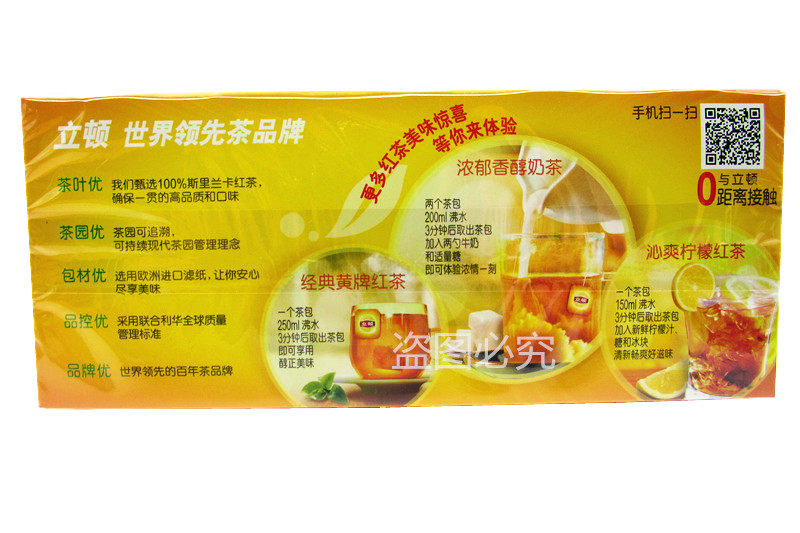 立顿 世界领先茶品牌
茶叶优 我们甄选100%斯里兰卡红茶，
确保一贯的高品质和口味
茶园优 茶园可追溯，
可持续现代茶园管理理念
包材优 选用欧洲进口滤纸，让你安心
尽享美味
品控优 采用联合利华全球质量
管理标准
品牌优 世界领先的百年茶品牌
更多红茶美味惊喜
等你来体验
经典黄牌红茶
一个茶包
250ml 沸水
3分钟后取出茶包
即可享用
醇正美味
浓郁香醇奶茶
两个茶包
200ml 沸水
3分钟后取出茶包
加入两勺牛奶
和适量糖
即可体验浓情一刻
立顿
手机扫一扫
0与立顿
距离接触
沁爽柠檬红茶
一个茶包
150ml 沸水
3分钟后取出茶包
加入新鲜柠檬汁、
糖和冰块
清新畅爽好滋味
立顿
盗图必究